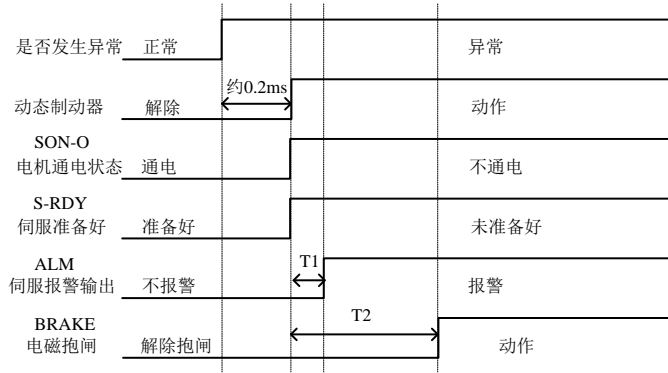 是否发生异常 正常 异常
约0.2ms
动态制动器 解除 动作
SON-O
电机通电状态 通电 不通电
S-RDY
伺服准备好 准备好 未准备好
T1
ALM
伺服报警输出 不报警 报警
T2
BRAKE
电磁抱闸 解除抱闸 动作